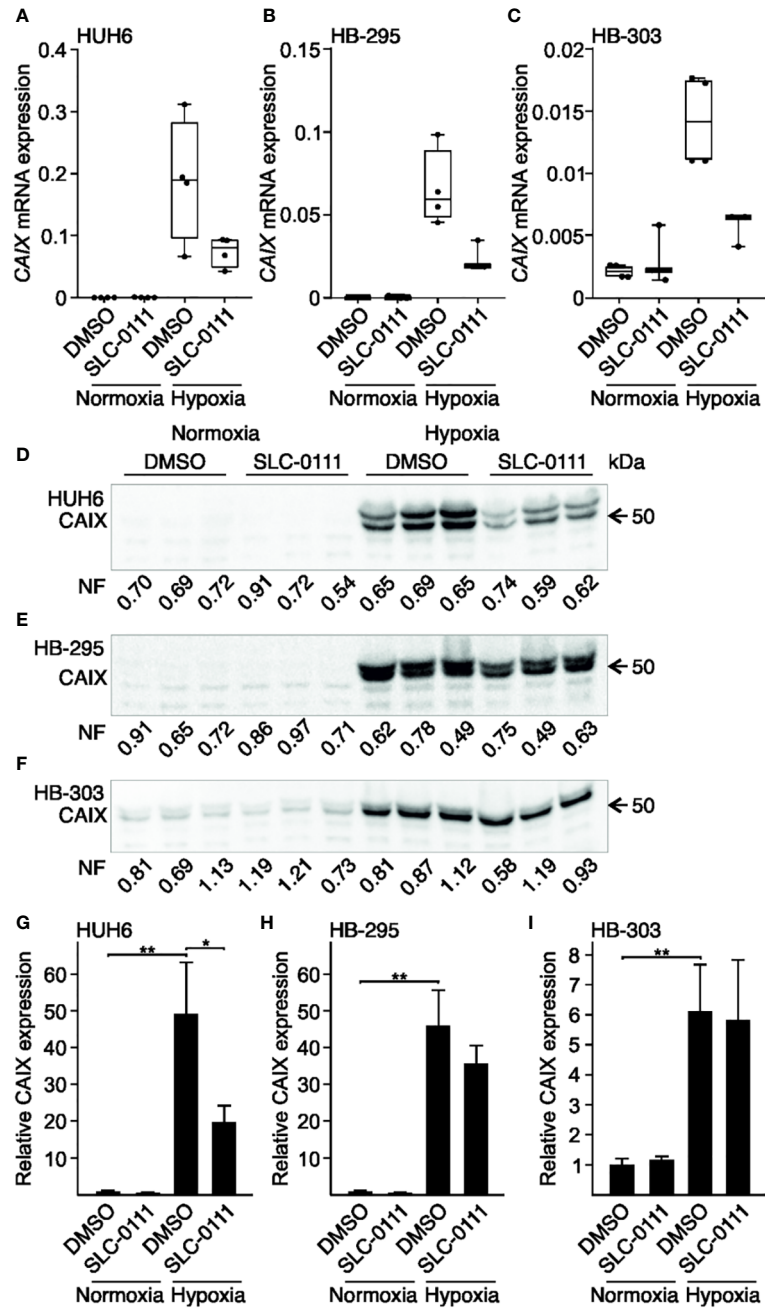 A
HUH6
CAIX mRNA expression
0.4
0.3
0.2
0.1
0
DMSO
SLC-0111
DMSO
SLC-0111
Normoxia Hypoxia
B
HB-295
CAIX mRNA expression
0.15
0.10
0.05
0
DMSO
SLC-0111
DMSO
SLC-0111
Normoxia Hypoxia
C
HB-303
CAIX mRNA expression
0.02
0.015
0.01
0.005
0
DMSO
SLC-0111
DMSO
SLC-0111
Normoxia Hypoxia
Normoxia Hypoxia
D DMSO SLC-0111 DMSO SLC-0111 kDa
HUH6
CAIX
50
NF 0.70 0.69 0.72 0.91 0.72 0.54 0.65 0.69 0.65 0.74 0.59 0.62
E
HB-295
CAIX
50
NF 0.91 0.65 0.72 0.86 0.97 0.71 0.62 0.78 0.49 0.75 0.49 0.63
F
HB-303
CAIX
50
NF 0.81 0.69 1.13 1.19 1.21 0.73 0.81 0.87 1.12 0.58 1.19 0.93
G
HUH6
** *
Relative CAIX expression
60
50
40
30
20
10
DMSO
SLC-0111
DMSO
SLC-0111
Normoxia Hypoxia
H
HB-295
**
Relative CAIX expression
60
50
40
30
20
10
DMSO
SLC-0111
DMSO
SLC-0111
Normoxia Hypoxia
I
HB-303
**
Relative CAIX expression
8
7
6
5
4
3
2
1
DMSO
SLC-0111
DMSO
SLC-0111
Normoxia Hypoxia